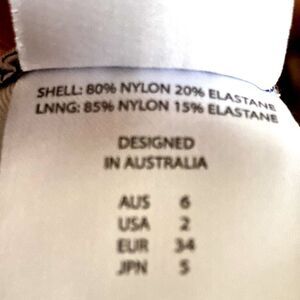 SHELL: 80% NYLON 20% ELASTANE
LNNG: 85% NYLON 15% ELASTANE
DESIGNED
IN AUSTRALIA
AUS 6
USA 2
EUR 34
JPN 5